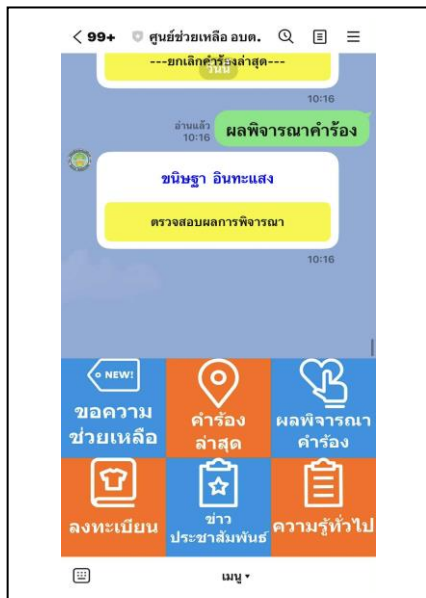 99+ ศูนย์ช่วยเหลือ อบต.
---ยกเลิกคำร้องล่าสุด---
วันนี้
10:16
อ่านแล้ว
10:16
ผลพิจารณาคำร้อง
ขนิษฐา อินทะแสง
ตรวจสอบผลการพิจารณา
10:16
NEW!
ขอความ
ช่วยเหลือ
คำร้อง
ล่าสุด
ผลพิจารณา
คำร้อง
ลงทะเบียน
ข่าว
ประชาสัมพันธ์
ความรู้ทั่วไป
เมนู